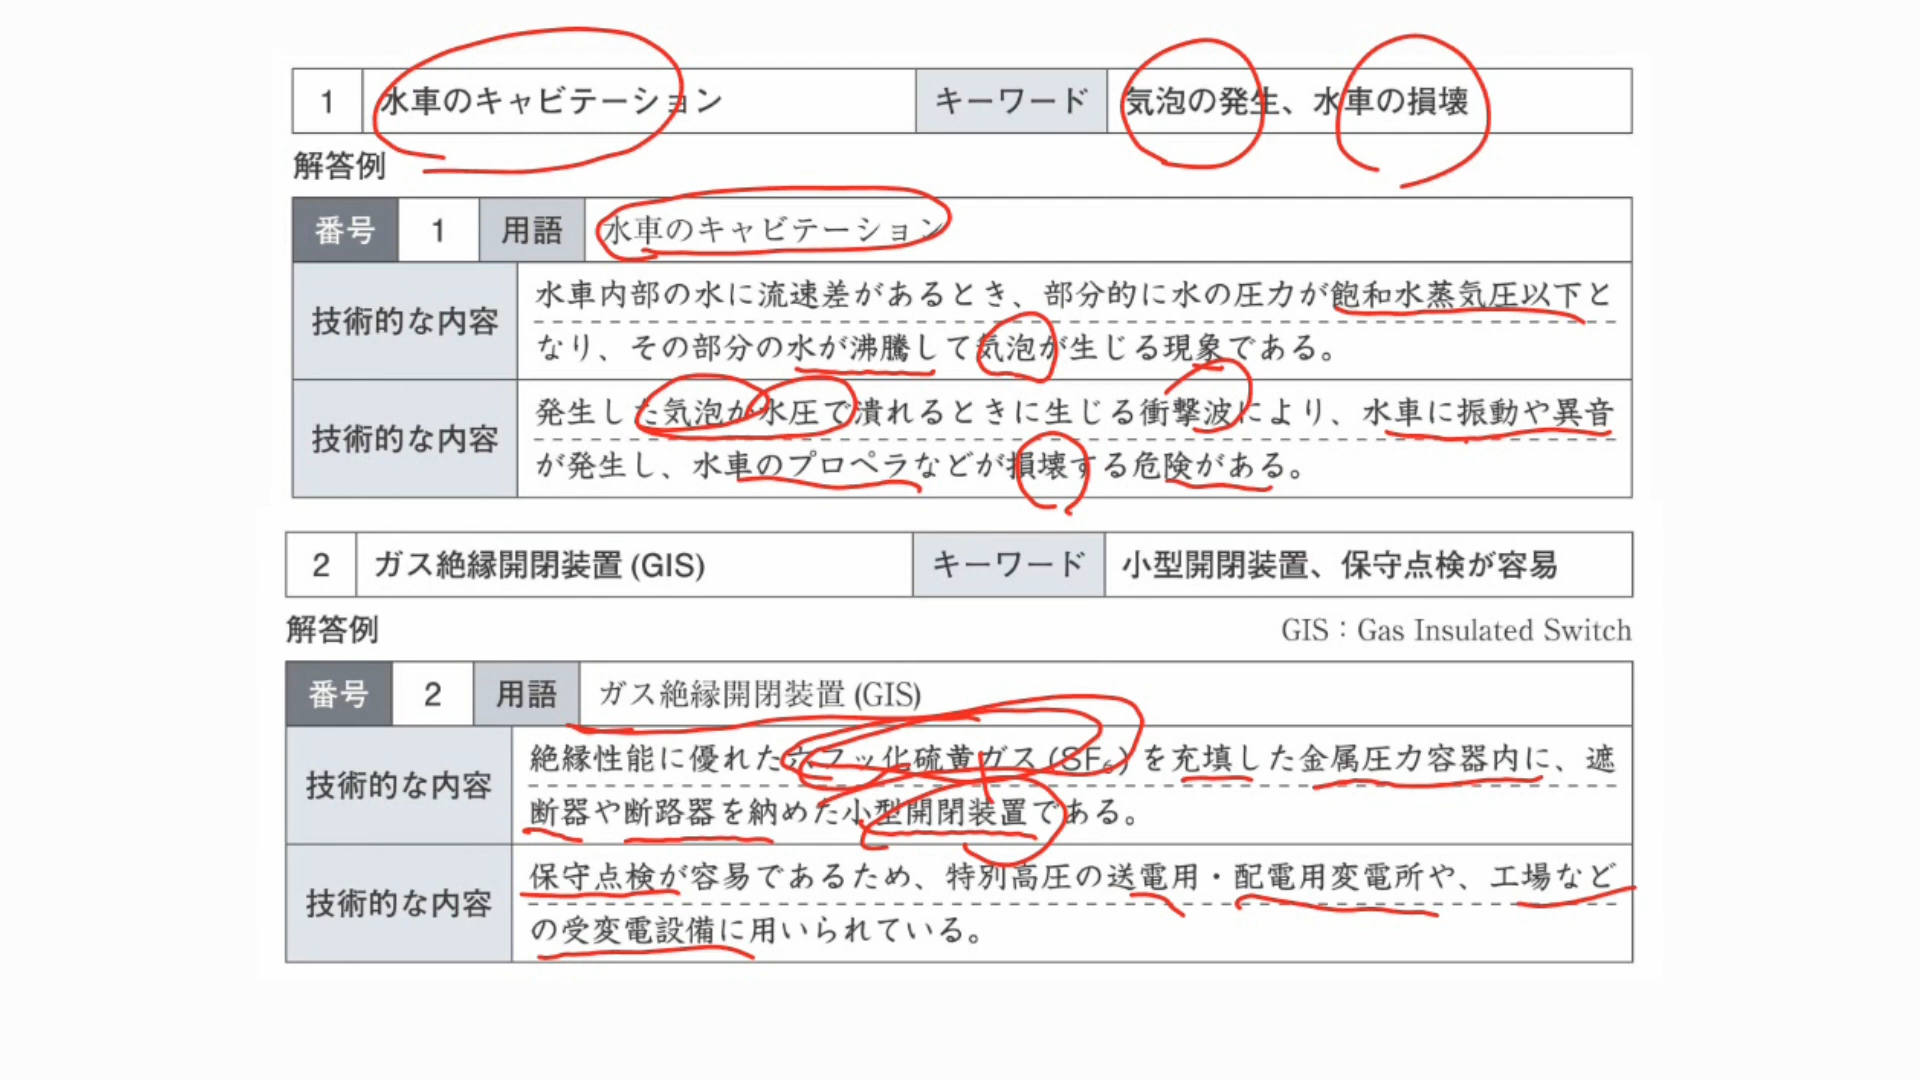 1 水車のキャビテーション キーワード 気泡の発生、水車の損壊
解答例
番号 1 用語 水車のキャビテーション
技術的な内容 水車内部の水に流速差があるとき、部分的に水の圧力が飽和水蒸気圧以下と
なり、その部分の水が沸騰して気泡が生じる現象である。
技術的な内容 発生した気泡が水圧で潰れるときに生じる衝撃波により、水車に振動や異音
が発生し、水車のプロペラなどが損壊する危険がある。
2 ガス絶縁開閉装置 (GIS) キーワード 小型開閉装置、保守点検が容易
解答例 GIS：Gas Insulated Switch
番号 2 用語 ガス絶縁開閉装置 (GIS)
技術的な内容 絶縁性能に優れた六フッ化硫黄ガス (SF₆) を充填した金属圧力容器内に、遮
断器や断路器を納めた小型開閉装置である。
技術的な内容 保守点検が容易であるため、特別高圧の送電用・配電用変電所や、工場など
の受変電設備に用いられている。